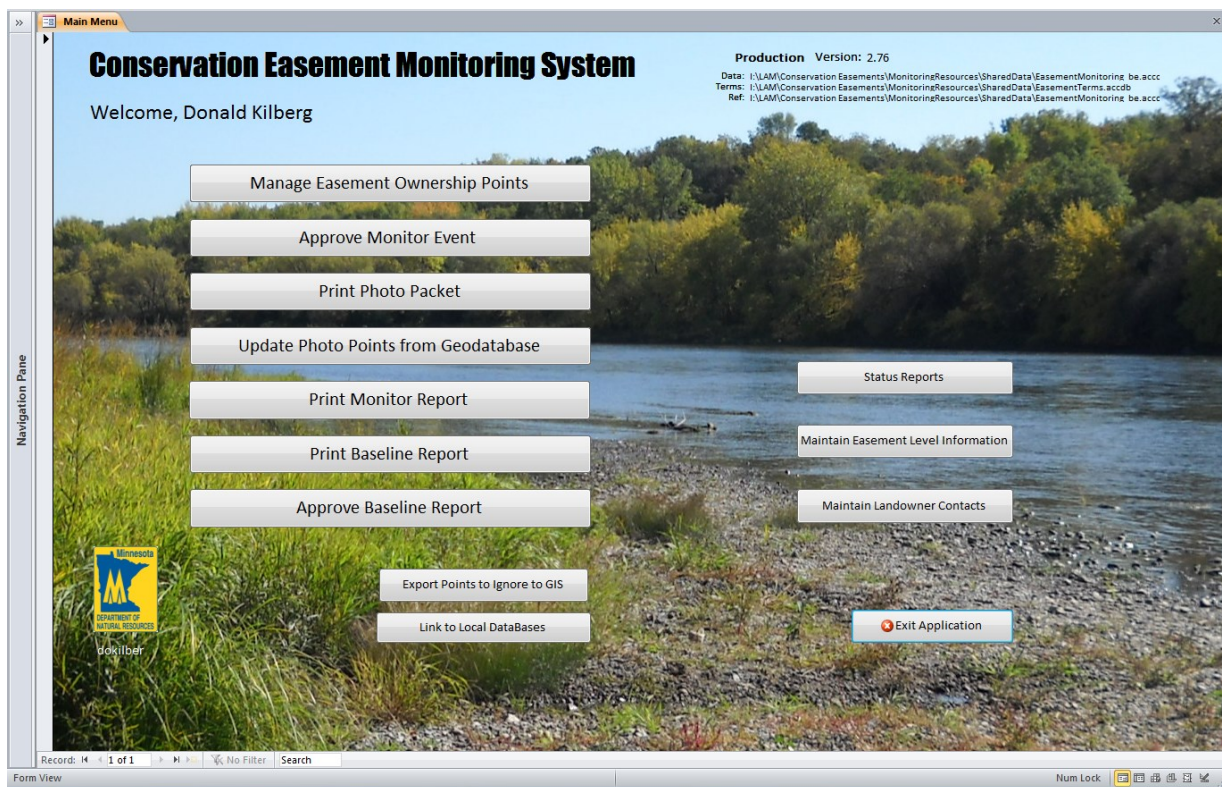 Main Menu
Conservation Easement Monitoring System
Welcome, Donald Kilberg
Production Version: 2.76
Data: I:\LAM\Conservation Easements\MonitoringResources\SharedData\EasementMonitoring_be.accc
Terms: I:\LAM\Conservation Easements\MonitoringResources\SharedData\EasementTerms.accdb
Ref: I:\LAM\Conservation Easements\MonitoringResources\SharedData\EasementMonitoring_be.accc
Manage Easement Ownership Points
Approve Monitor Event
Print Photo Packet
Update Photo Points from Geodatabase
Print Monitor Report
Print Baseline Report
Approve Baseline Report
Status Reports
Maintain Easement Level Information
Maintain Landowner Contacts
Export Points to Ignore to GIS
Link to Local DataBases
Exit Application
Minnesota
DEPARTMENT OF
NATURAL RESOURCES
dokilber
Navigation Pane
Record: 1 of 1 No Filter Search
Form View
Num Lock